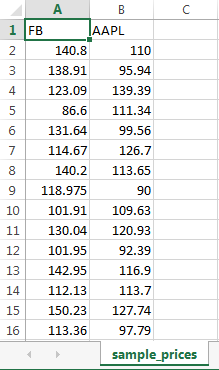 A B C
1 FB AAPL
2 140.8 110
3 138.91 95.94
4 123.09 139.39
5 86.6 111.34
6 131.64 99.56
7 114.67 126.7
8 140.2 113.65
9 118.975 90
10 101.91 109.63
11 130.04 120.93
12 101.95 92.39
13 142.95 116.9
14 112.13 113.7
15 150.23 127.74
16 113.36 97.79
sample_prices